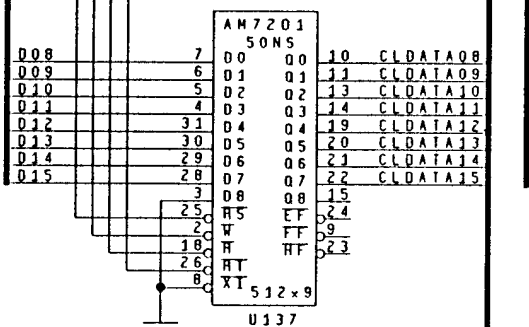 AM7201
50NS
D08 7 D0 Q0 10 CLDATA08
D09 6 D1 Q1 11 CLDATA09
D10 5 D2 Q2 13 CLDATA10
D11 4 D3 Q3 14 CLDATA11
D12 31 D4 Q4 19 CLDATA12
D13 30 D5 Q5 20 CLDATA13
D14 29 D6 Q6 21 CLDATA14
D15 28 D7 Q7 22 CLDATA15
3 D8 Q8 15
25 RS EF 24
2 W FF 9
18 R HF 23
26 RT
8 XI 512x9
U137